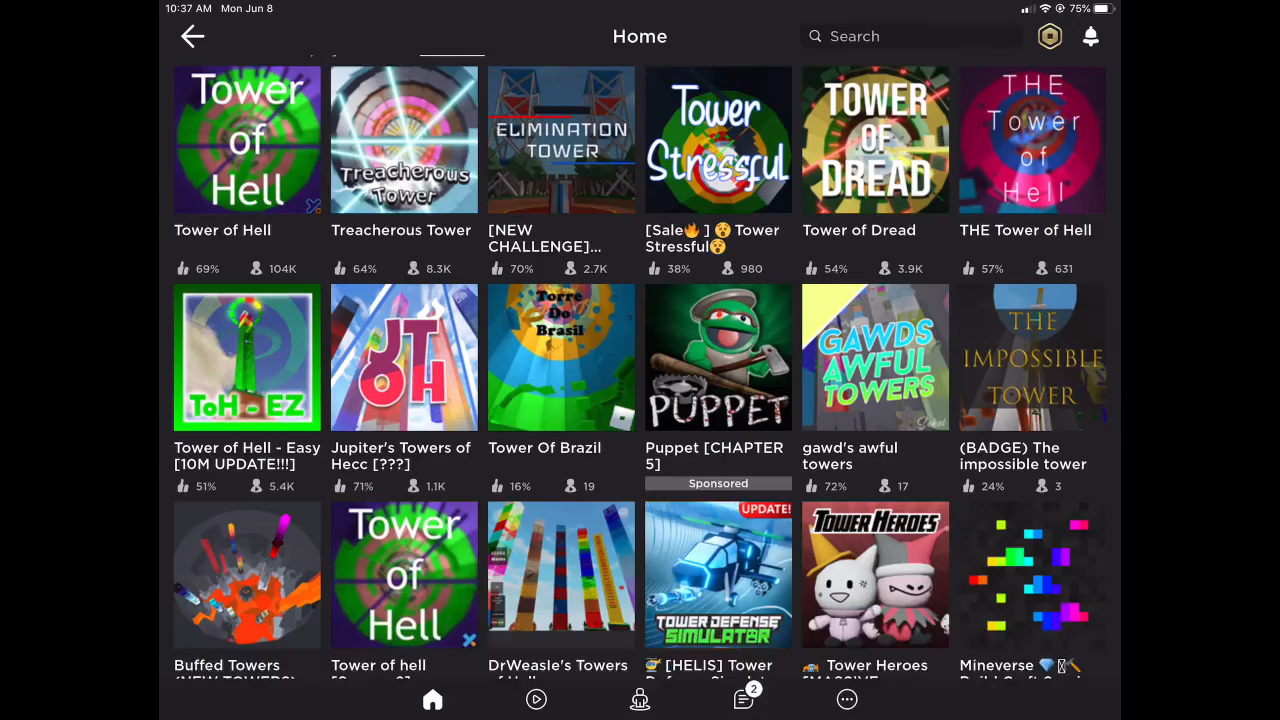 10:37 AM Mon Jun 8
75%
Home
Search
Tower
of
Hell
Treacherous
Tower
ELIMINATION
TOWER
Tower
Stressful
TOWER
OF
DREAD
THE
Tower
of
Hell
Tower of Hell
Treacherous Tower
[NEW
CHALLENGE]...
[Sale🔥 ] 😵 Tower
Stressful😵
Tower of Dread
THE Tower of Hell
69% 104K
64% 8.3K
70% 2.7K
38% 980
54% 3.9K
57% 631
ToH - EZ
JT
OH
Torre
Do
Brasil
PUPPET
GAWDS
AWFUL
TOWERS
THE
IMPOSSIBLE
TOWER
Tower of Hell - Easy
[10M UPDATE!!!]
Jupiter's Towers of
Hecc [???]
Tower Of Brazil
Puppet [CHAPTER
5]
gawd's awful
towers
(BADGE) The
impossible tower
51% 5.4K
71% 1.1K
16% 19
Sponsored
72% 17
24% 3
Tower
of
Hell
UPDATE!
TOWER DEFENSE
SIMULATOR
TOWER HEROES
Buffed Towers
Tower of hell
DrWeasle's Towers
🚁 [HELIS] Tower
Tower Heroes
Mineverse 💎
2